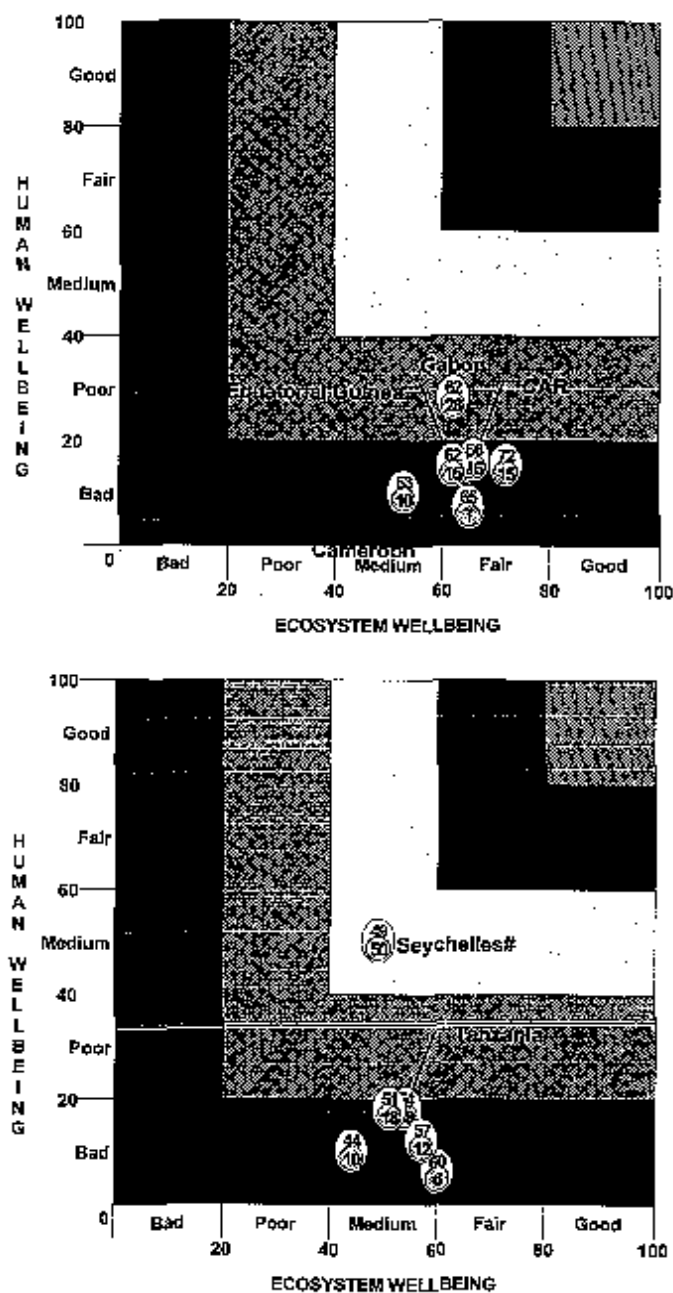 100
Good
80
Fair
HUMAN WELLBEING
60
Medium
40
Gabon
Equatorial Guinea
62
28
CAR
Poor
20
62
16
66
16
72
15
53
10
65
7
Bad
0
Cameroon
Bad
Poor
Medium
Fair
Good
20
40
60
80
100
ECOSYSTEM WELLBEING
100
Good
80
Fair
HUMAN WELLBEING
60
Medium
49
50
Seychelles#
40
Tanzania
Poor
20
51
18
57
12
44
10
60
6
Bad
0
Bad
Poor
Medium
Fair
Good
20
40
60
80
100
ECOSYSTEM WELLBEING